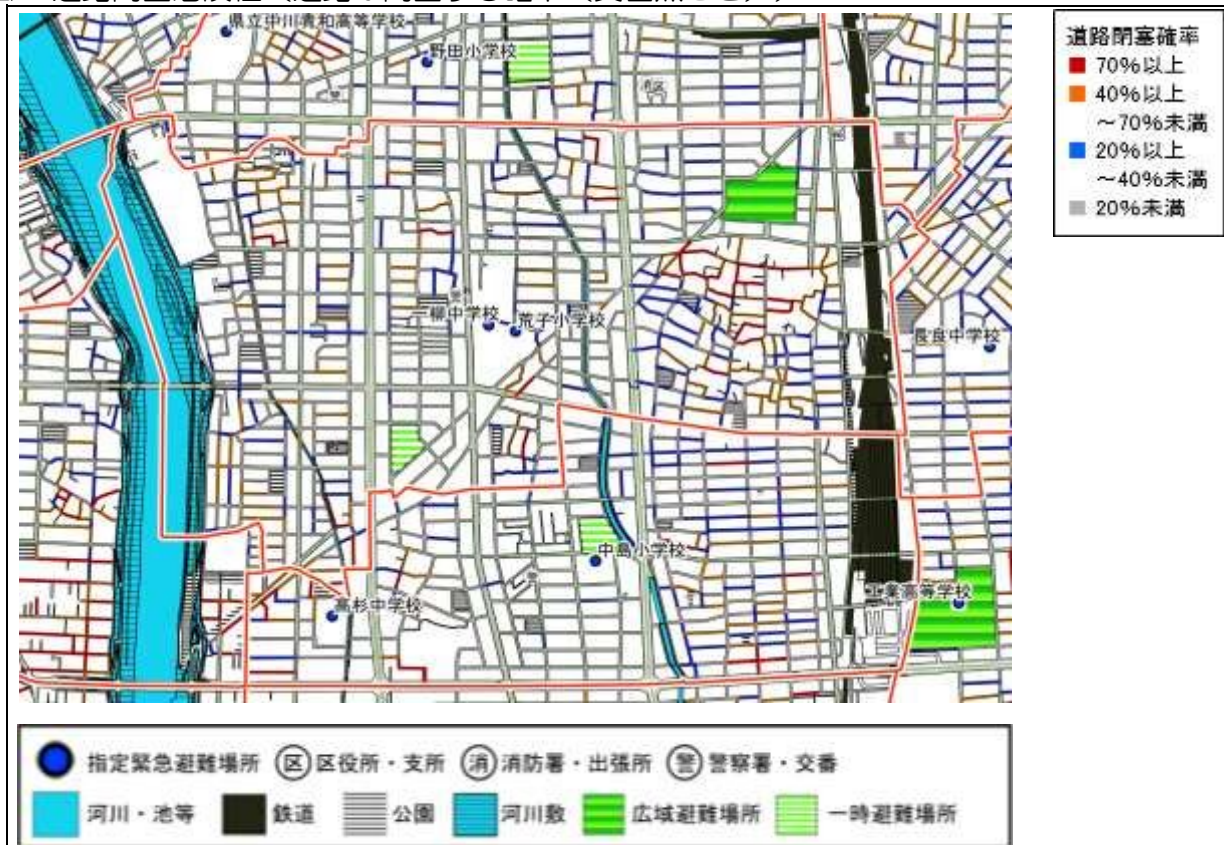 県立中川青和高等学校
野田小学校
区
一柳中学校
荒子小学校
長良中学校
中島小学校
工業高等学校
高杉中学校
道路閉塞確率
70%以上
40%以上
～70%未満
20%以上
～40%未満
20%未満
指定緊急避難場所 区 区役所・支所 消 消防署・出張所 警 警察署・交番
河川・池等 鉄道 公園 河川敷 広域避難場所 一時避難場所